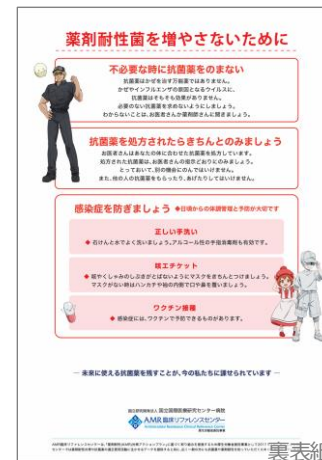 薬剤耐性菌を増やさないために
不必要な時に抗菌薬をのまない
抗菌薬はかぜを治す万能薬ではありません。
かぜやインフルエンザの原因となるウイルスに、
抗菌薬はそもそも効果がありません。
必要のない抗菌薬を求めないようにしましょう。
わからないことは、お医者さんか薬剤師さんに聞きましょう。
抗菌薬を処方されたらきちんとのみましょう
お医者さんはあなたの体に合わせた抗菌薬を処方しています。
処方された抗菌薬は、お医者さんの指示どおりにのみましょう。
とっておいて、別の機会にのんではいけません。
また、他の人の抗菌薬をもらったり、あげたりしてはいけません。
感染症を防ぎましょう ◆日頃からの体調管理と予防が大切です
正しい手洗い
◆ 石けんと水でよく洗いましょう。アルコール性の手指消毒剤も有効です。
咳エチケット
◆ 咳やくしゃみのしぶきがとばないようにマスクをきちんとつけましょう。
マスクがない時はハンカチや袖の内側で口や鼻を覆いましょう。
ワクチン接種
◆ 感染症には、ワクチンで予防できるものがあります。
― 未来に使える抗菌薬を残すことが、今の私たちに課せられています ―
国立研究開発法人 国立国際医療研究センター病院
AMR臨床リファレンスセンター
Antimicrobial Resistance Clinical Reference Center
裏表紙